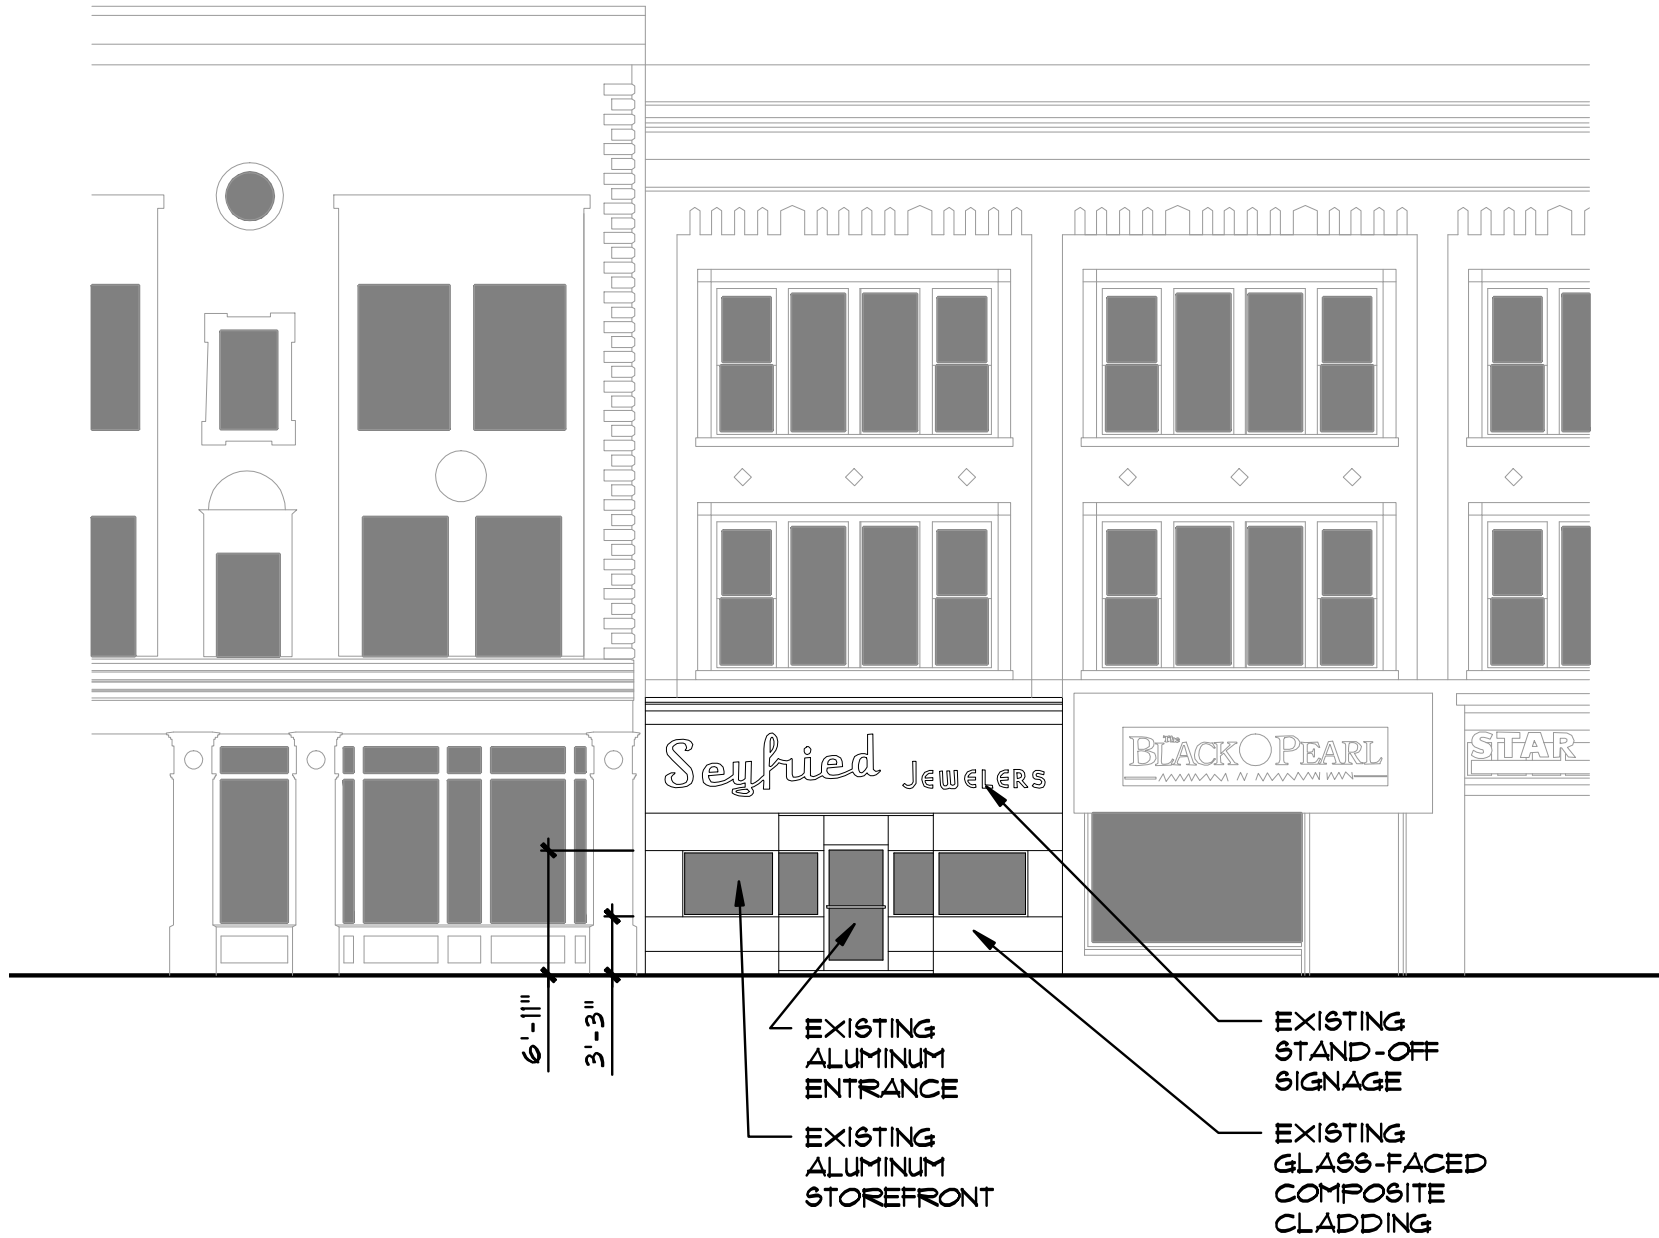 Seyfried JEWELERS
The
BLACK PEARL
STAR
6'-11"
3'-3"
EXISTING
ALUMINUM
ENTRANCE
EXISTING
ALUMINUM
STOREFRONT
EXISTING
STAND-OFF
SIGNAGE
EXISTING
GLASS-FACED
COMPOSITE
CLADDING